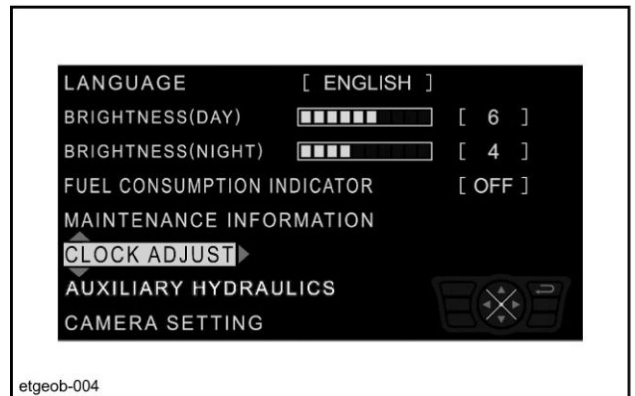 LANGUAGE [ ENGLISH ]
BRIGHTNESS(DAY) [ 6 ]
BRIGHTNESS(NIGHT) [ 4 ]
FUEL CONSUMPTION INDICATOR [ OFF ]
MAINTENANCE INFORMATION
CLOCK ADJUST
AUXILIARY HYDRAULICS
CAMERA SETTING
etgeob-004